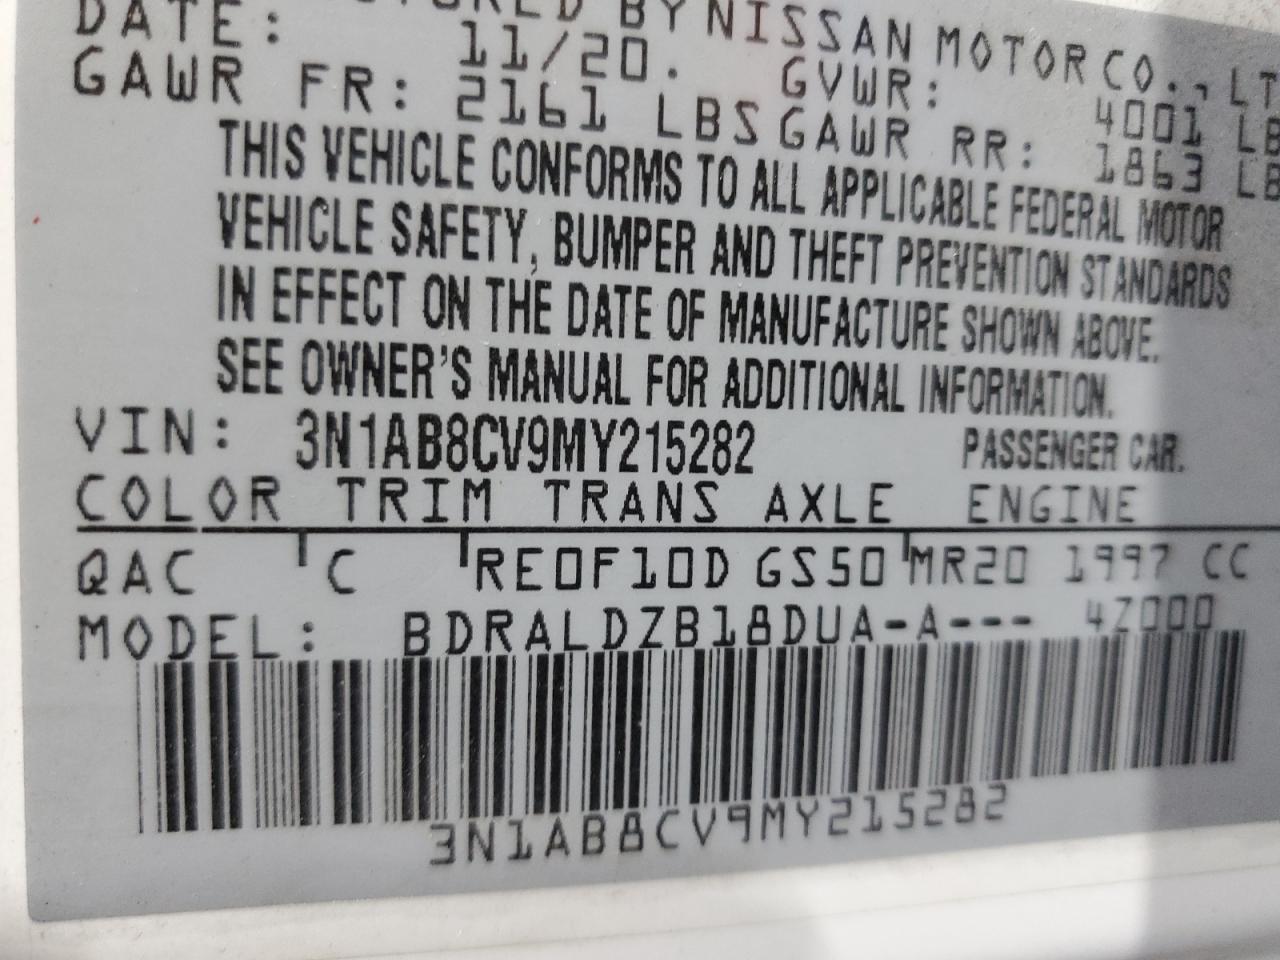 BY NISSAN MOTOR CO., LT
DATE: 11/20. GVWR: 4001 LB
GAWR FR: 2161 LBS GAWR RR: 1863 LB
THIS VEHICLE CONFORMS TO ALL APPLICABLE FEDERAL MOTOR
VEHICLE SAFETY, BUMPER AND THEFT PREVENTION STANDARDS
IN EFFECT ON THE DATE OF MANUFACTURE SHOWN ABOVE.
SEE OWNER'S MANUAL FOR ADDITIONAL INFORMATION.
VIN: 3N1AB8CV9MY215282 PASSENGER CAR.
COLOR TRIM TRANS AXLE ENGINE
QAC C RE0F10D GS50 MR20 1997 CC
MODEL: BDRALDZB18DUA-A--- 4Z000
3N1AB8CV9MY215282